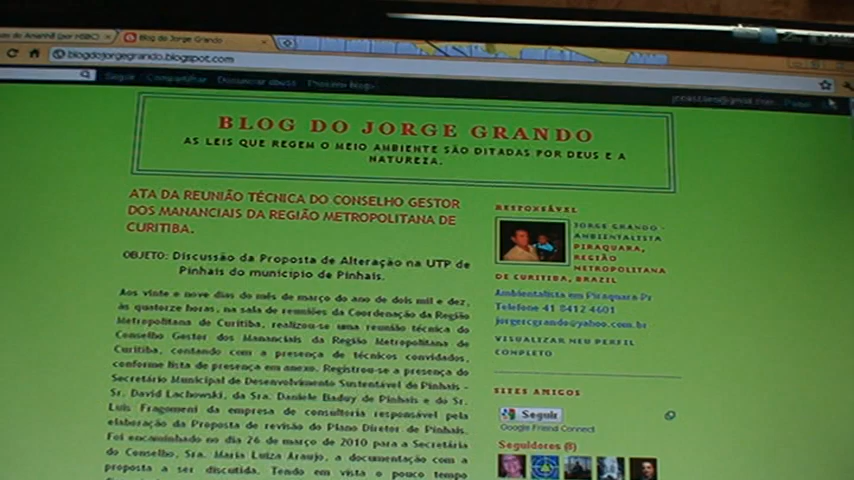 Blog do Jorge Grando
blogdojorgegrando.blogspot.com
Seguir Compartilhar Denunciar abuso Próximo blog»
BLOG DO JORGE GRANDO
AS LEIS QUE REGEM O MEIO AMBIENTE SÃO DITADAS POR DEUS E A
NATUREZA.
ATA DA REUNIÃO TÉCNICA DO CONSELHO GESTOR
DOS MANANCIAIS DA REGIÃO METROPOLITANA DE
CURITIBA.
OBJETO: Discussão da Proposta de Alteração na UTP de
Pinhais do município de Pinhais.
Aos vinte e nove dias do mês de março do ano de dois mil e dez,
às quatorze horas, na sala de reuniões da Coordenação da Região
Metropolitana de Curitiba, realizou-se uma reunião técnica do
Conselho Gestor dos Mananciais da Região Metropolitana de
Curitiba, contando com a presença de técnicos convidados,
conforme lista de presença em anexo. Registrou-se a presença do
Secretário Municipal de Desenvolvimento Sustentável de Pinhais -
Sr. David Lachowski, da Sra. Daniele Baduy de Pinhais e do Sr.
Luis Fragomeni da empresa de consultoria responsável pela
elaboração da Proposta de revisão do Plano Diretor de Pinhais.
Foi encaminhado no dia 26 de março de 2010 para a Secretária
do Conselho, Sra. Maria Luiza Araujo, a documentação com a
proposta a ser discutida. Tendo em vista o pouco tempo
RESPONSÁVEL
JORGE GRANDO -
AMBIENTALISTA
PIRAQUARA,
REGIÃO
METROPOLITANA
DE CURITIBA, BRAZIL
Ambientalista em Piraquara Pr
Telefone 41 8412 4601
jorgercgrando@yahoo.com.br
VISUALIZAR MEU PERFIL
COMPLETO
SITES AMIGOS
Seguir
Google Friend Connect
Seguidores (8)